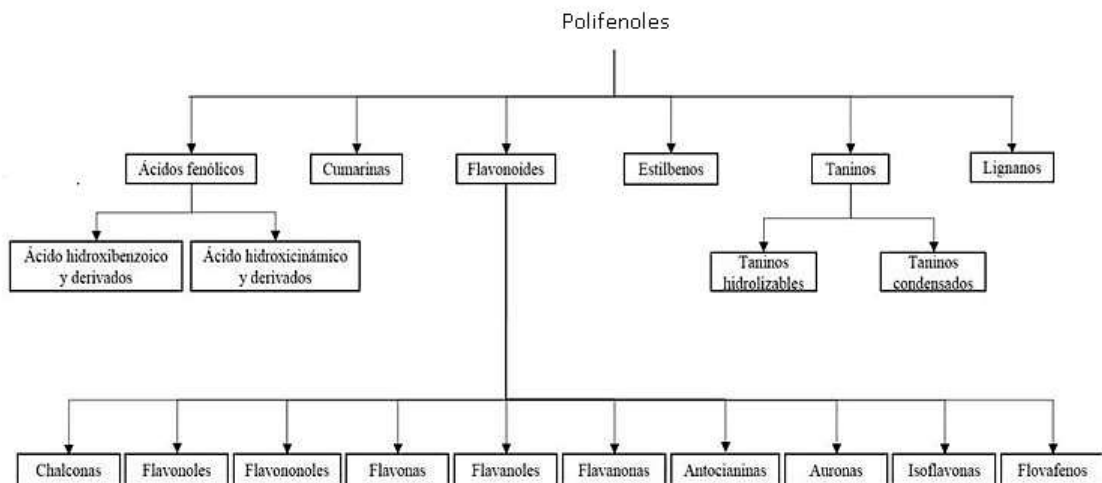 Polifenoles
Ácidos fenólicos
Cumarinas
Flavonoides
Estilbenos
Taninos
Lignanos
Ácido hidroxibenzoico
y derivados
Ácido hidroxicinámico
y derivados
Taninos
hidrolizables
Taninos
condensados
Chalconas
Flavonoles
Flavononoles
Flavonas
Flavanoles
Flavanonas
Antocianinas
Auronas
Isoflavonas
Flovafenos